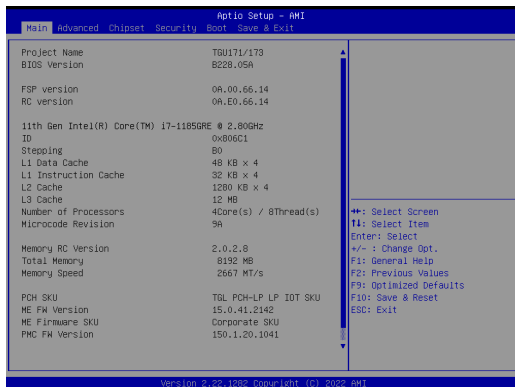 Aptio Setup - AMI
Main Advanced Chipset Security Boot Save & Exit
Project Name TGU171/173
BIOS Version B228.05A
FSP version 0A.00.66.14
RC version 0A.E0.66.14
11th Gen Intel(R) Core(TM) i7-1185GRE @ 2.80GHz
ID 0x806C1
Stepping B0
L1 Data Cache 48 KB x 4
L1 Instruction Cache 32 KB x 4
L2 Cache 1280 KB x 4
L3 Cache 12 MB
Number of Processors 4Core(s) / 8Thread(s)
Microcode Revision 9A
Memory RC Version 2.0.2.8
Total Memory 8192 MB
Memory Speed 2667 MT/s
PCH SKU TGL PCH-LP LP IOT SKU
ME FW Version 15.0.41.2142
ME Firmware SKU Corporate SKU
PMC FW Version 150.1.20.1041
→←: Select Screen
↑↓: Select Item
Enter: Select
+/- : Change Opt.
F1: General Help
F2: Previous Values
F9: Optimized Defaults
F10: Save & Reset
ESC: Exit
Version 2.22.1282 Copyright (C) 2022 AMI